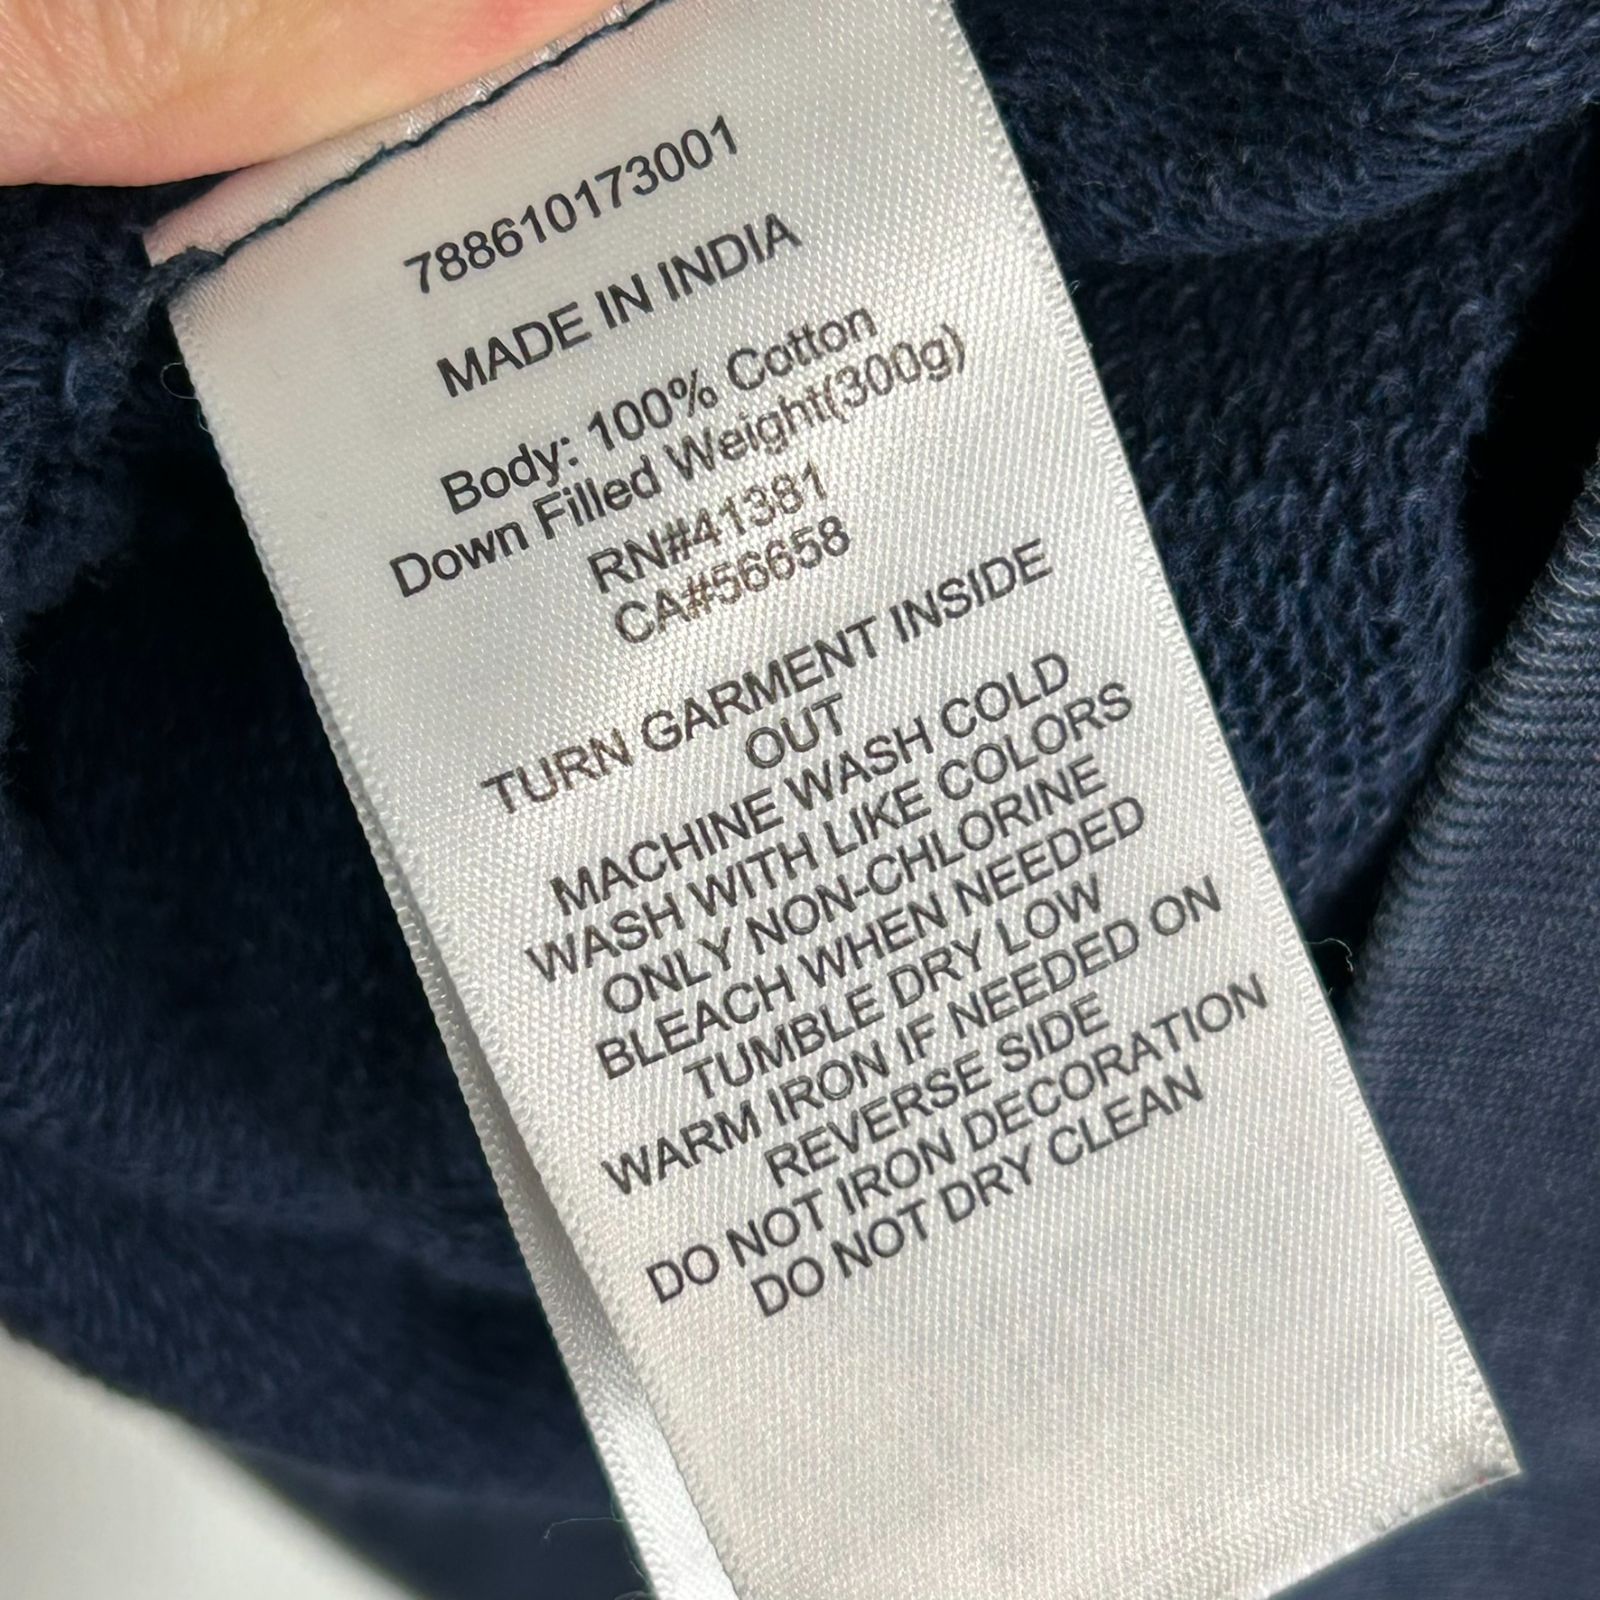 788610173001
MADE IN INDIA
Body: 100% Cotton
Down Filled Weight(300g)
RN#41381
CA#56658
TURN GARMENT INSIDE
OUT
MACHINE WASH COLD
WASH WITH LIKE COLORS
ONLY NON-CHLORINE
BLEACH WHEN NEEDED
TUMBLE DRY LOW
WARM IRON IF NEEDED ON
REVERSE SIDE
DO NOT IRON DECORATION
DO NOT DRY CLEAN